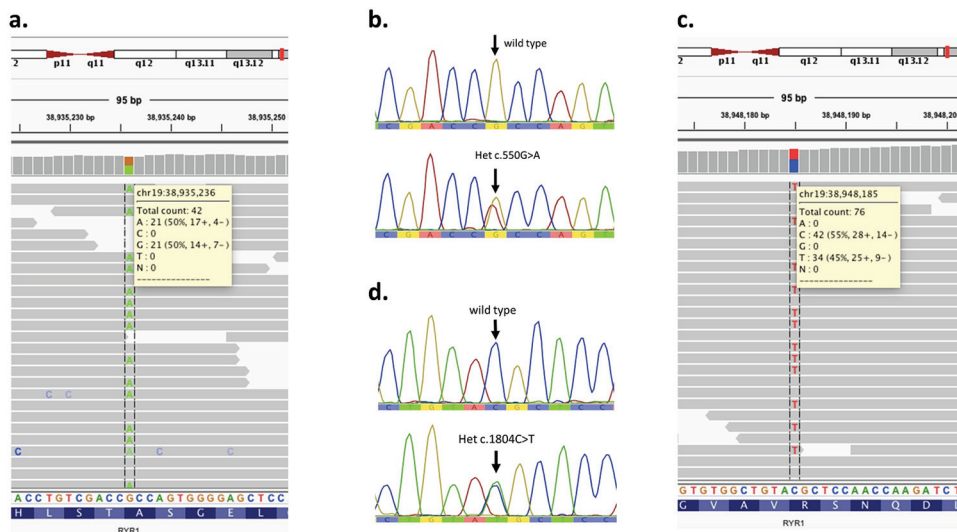 a.
2 p11 q11 q12 q13.11 q13.12
95 bp
38,935,230 bp 38,935,240 bp 38,935,250
A
chr19:38,935,236
Total count: 42
A : 21 (50%, 17+, 4-)
C : 0
G : 21 (50%, 14+, 7-)
T : 0
N : 0
---------------
A
A
A
A
A
A
A
A
A
C C A
A
A
C A C C
A
ACCTGTCGACCGCCAGTGGGGAGCTCC
H L S T A S G E L
RYR1
b.
wild type
C G A C C G C C A G
Het c.550G>A
C G A C C G C C A G
d.
wild type
C T G T A C G C
Het c.1804C>T
C T G T A C G C
c.
p11 q11 q12 q13.11 q13.12
95 bp
38,948,180 bp 38,948,190 bp 38,948,20
T
chr19:38,948,185
Total count: 76
A : 0
C : 42 (55%, 28+, 14-)
G : 0
T : 34 (45%, 25+, 9-)
N : 0
---------------
T
T
T
T
T
T
T
T
T
T
T
GTGTGGCTGTACGCTCCAACCAAGATCT
G V A V R S N Q D L
RYR1